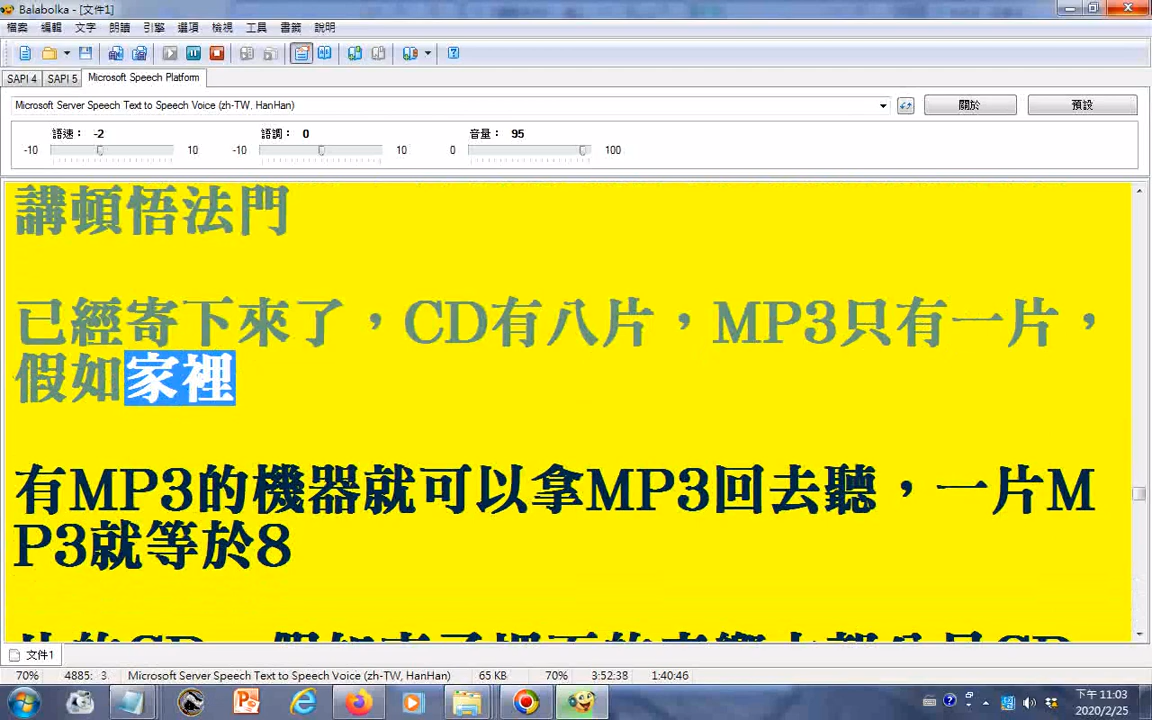 Balabolka - [文件1]
檔案 編輯 文字 朗讀 引擎 選項 檢視 工具 書籤 說明
SAPI 4 SAPI 5 Microsoft Speech Platform
Microsoft Server Speech Text to Speech Voice (zh-TW, HanHan) 關於 預設
語速： -2 語調： 0 音量： 95
-10 10 -10 10 0 100
講頓悟法門
已經寄下來了，CD有八片，MP3只有一片，
假如家裡
有MP3的機器就可以拿MP3回去聽，一片M
P3就等於8
片的CD
文件1
70% 4885: 3 Microsoft Server Speech Text to Speech Voice (zh-TW, HanHan) 65 KB 70% 3:52:38 1:40:46
下午 11:03
2020/2/25